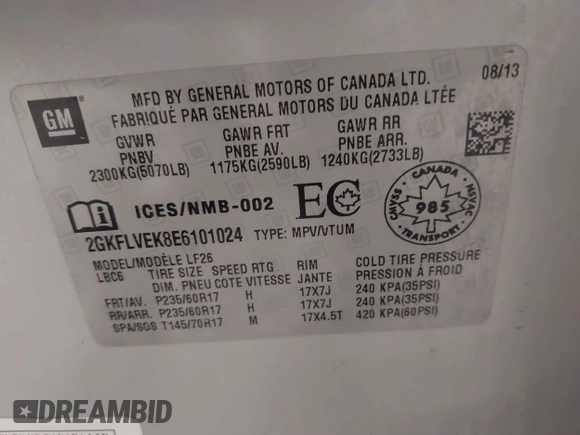 GM
MFD BY GENERAL MOTORS OF CANADA LTD. 08/13
FABRIQUÉ PAR GENERAL MOTORS DU CANADA LTÉE
GVWR GAWR FRT GAWR RR
PNBV PNBE AV. PNBE ARR.
2300KG(5070LB) 1175KG(2590LB) 1240KG(2733LB)
ICES/NMB-002 EC
CANADA
CMVSS 985 NSVAC
TRANSPORT
2GKFLVEK8E6101024 TYPE: MPV/VTUM
MODEL/MODÈLE LF26
LBC6 TIRE SIZE SPEED RTG RIM COLD TIRE PRESSURE
DIM. PNEU COTE VITESSE JANTE PRESSION À FROID
FRT/AV. P235/60R17 H 17X7J 240 KPA(35PSI)
RR/ARR. P235/60R17 H 17X7J 240 KPA(35PSI)
SPA/SOS T145/70R17 M 17X4.5T 420 KPA(60PSI)
DREAMBID